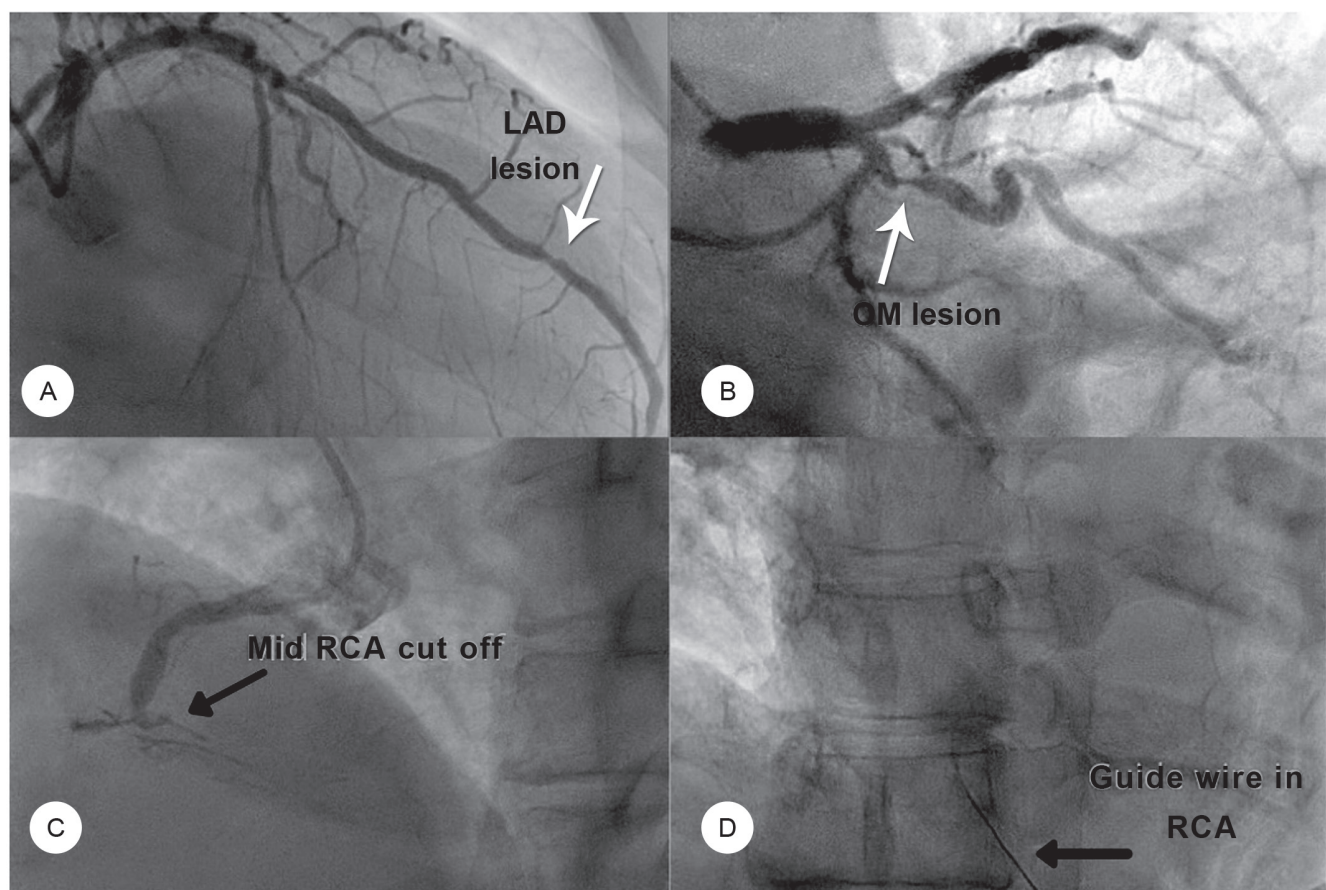 LAD
lesion
A
OM lesion
B
Mid RCA cut off
C
Guide wire in
RCA
D